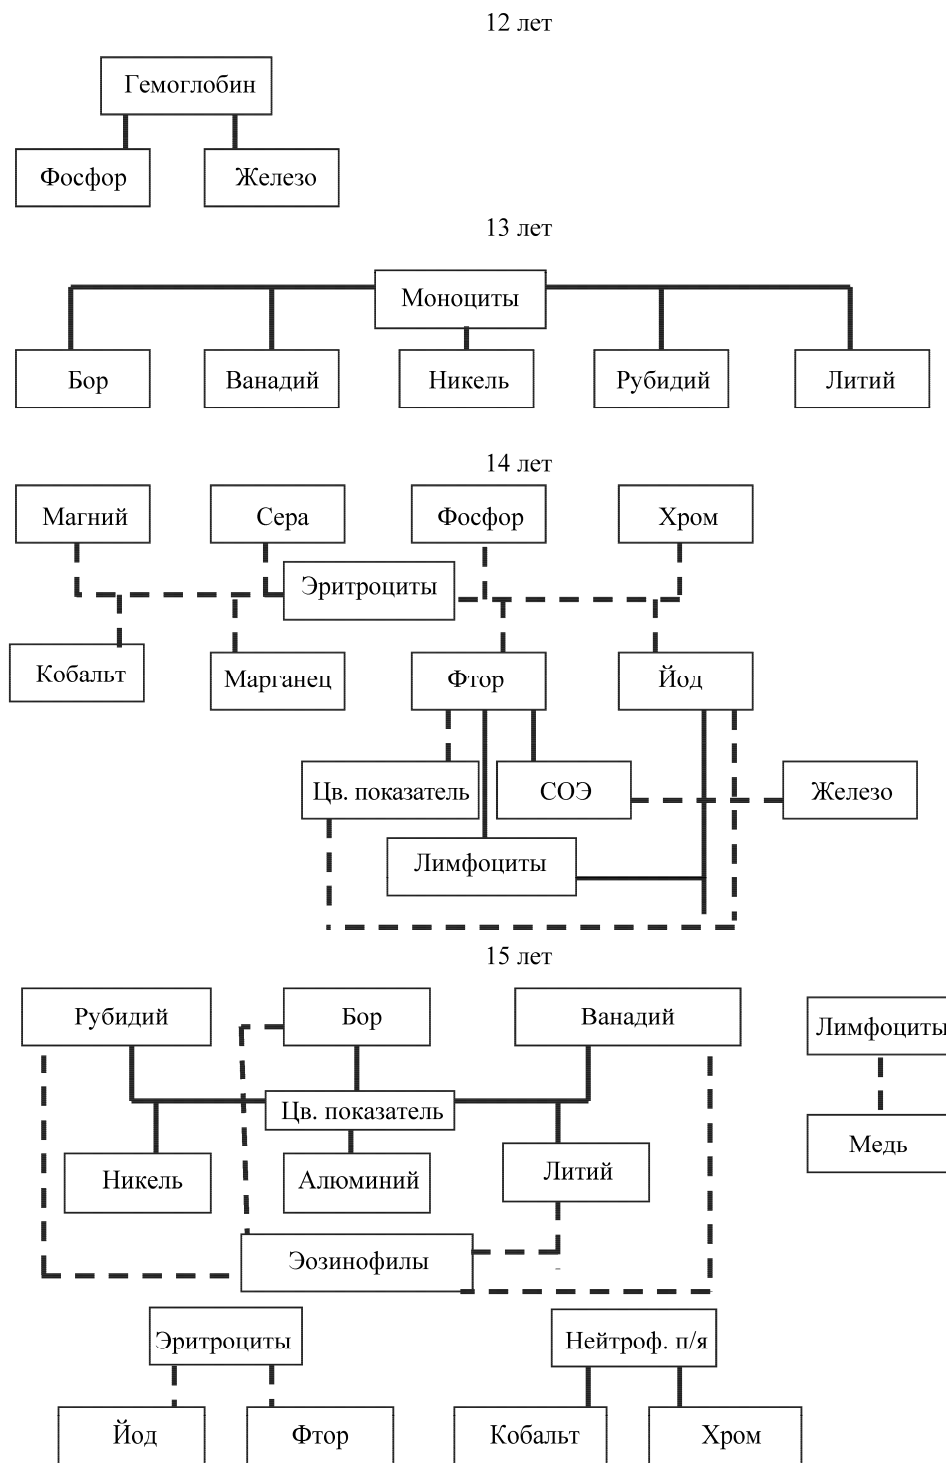 12 лет
Гемоглобин
Фосфор
Железо
13 лет
Моноциты
Бор
Ванадий
Никель
Рубидий
Литий
14 лет
Магний
Сера
Фосфор
Хром
Эритроциты
Кобальт
Марганец
Фтор
Йод
Цв. показатель
СОЭ
Железо
Лимфоциты
15 лет
Рубидий
Бор
Ванадий
Лимфоциты
Цв. показатель
Медь
Никель
Алюминий
Литий
Эозинофилы
Эритроциты
Нейтроф. п/я
Йод
Фтор
Кобальт
Хром